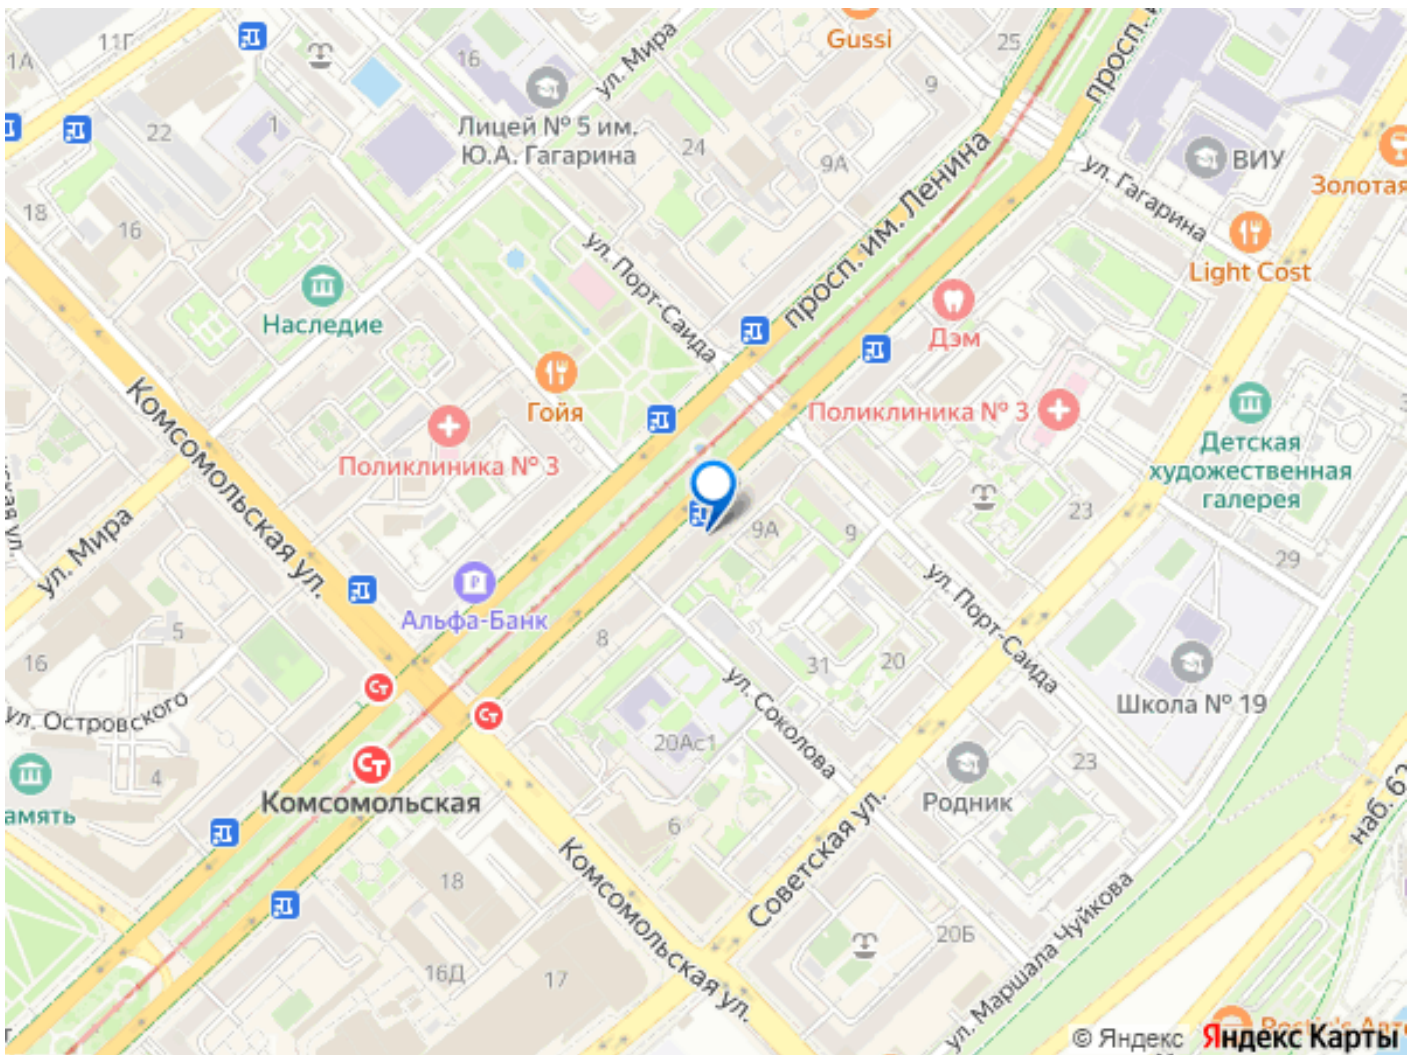 11Г
1А
16
ул. Мира
Gussi
25
просп.
22
1
Лицей № 5 им.
Ю.А. Гагарина
24
9
9А
ВИУ
ул. Гагарина
Золотая
18
16
ул. Порт-Саида
просп. им. Ленина
Light Cost
Наследие
Дэм
Комсомольская ул.
Гойя
Поликлиника № 3
Поликлиника № 3
Детская
художественная
галерея
23
9А
9
29
ул. Мира
Альфа-Банк
5
16
8
31
20
ул. Порт-Саида
ул. Соколова
Школа № 19
ул. Островского
20Ас1
4
Ст
Ст
Ст
Комсомольская
Родник
23
амять
6
Советская ул.
наб. 62
18
Комсомольская ул.
16Д
17
20Б
ул. Маршала Чуйкова
© Яндекс Яндекс Карты